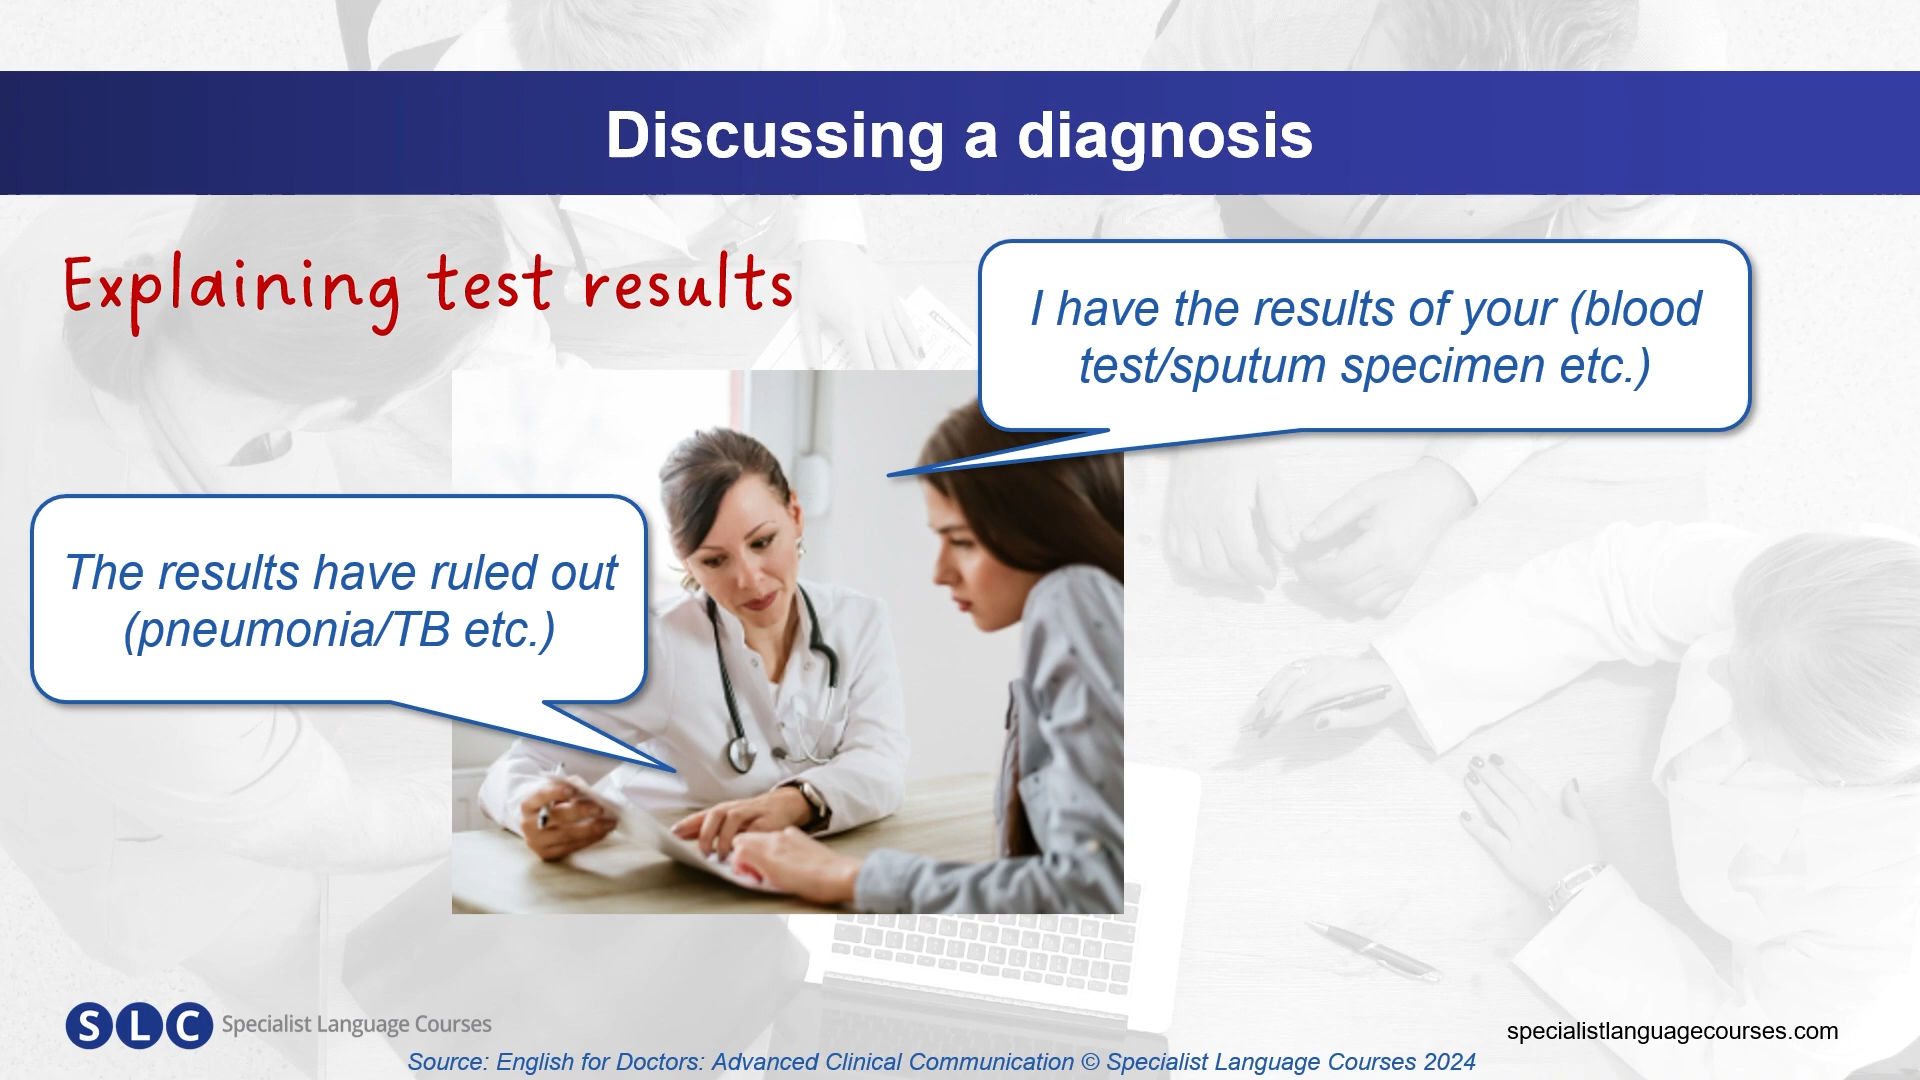 Discussing a diagnosis
Explaining test results
I have the results of your (blood
test/sputum specimen etc.)
The results have ruled out
(pneumonia/TB etc.)
SLC Specialist Language Courses
specialistlanguagecourses.com
Source: English for Doctors: Advanced Clinical Communication © Specialist Language Courses 2024